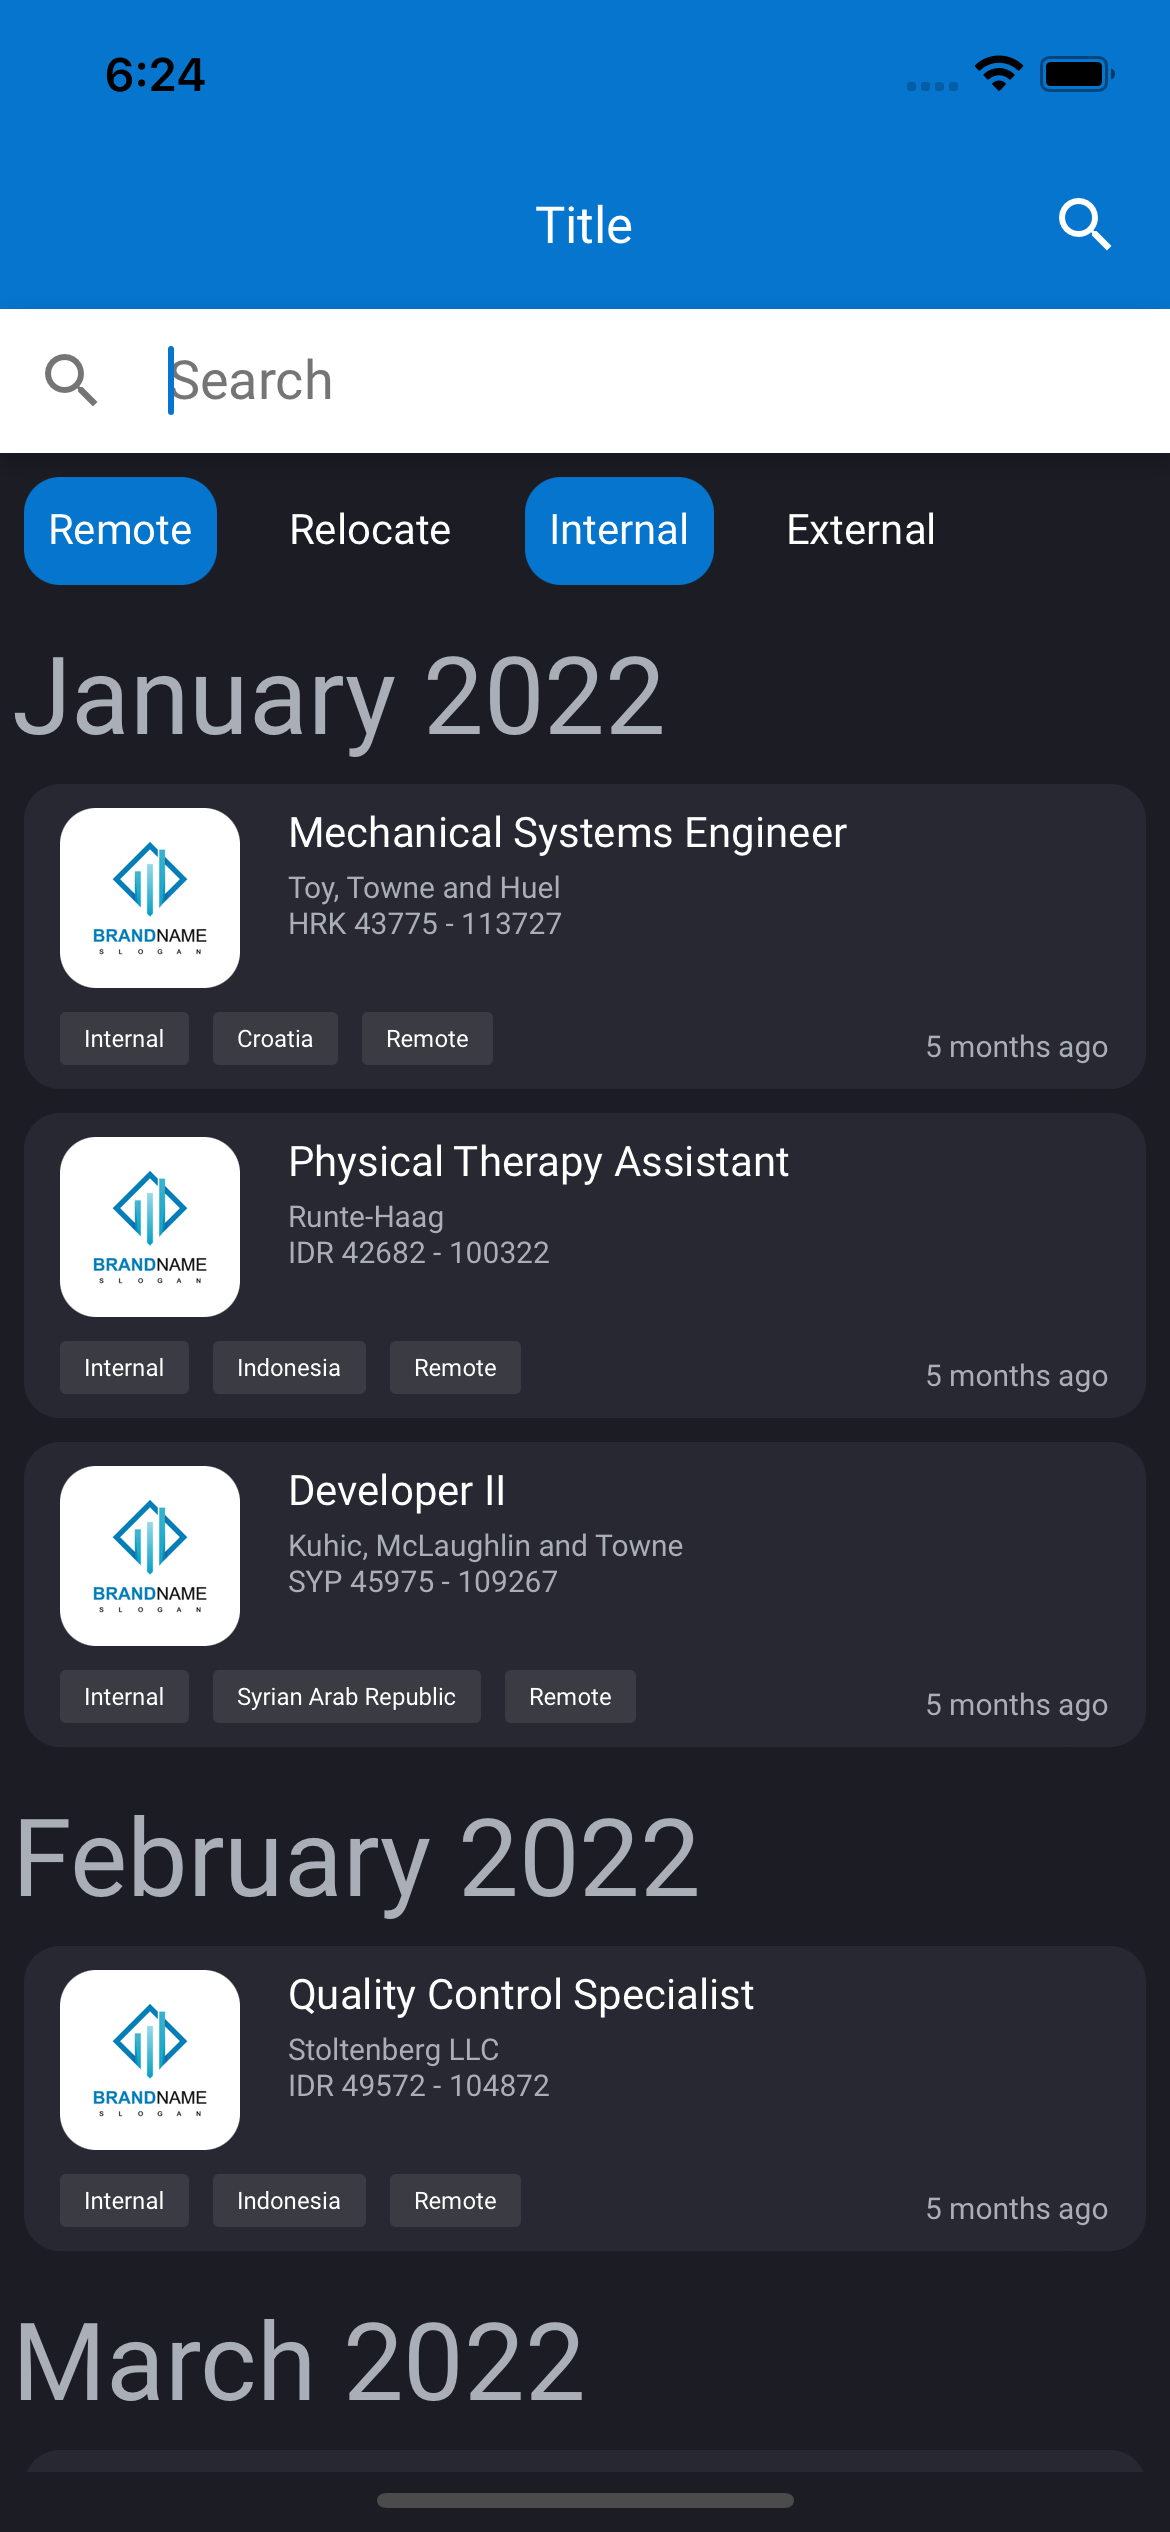 6:24
Title
Search
Remote Relocate Internal External
January 2022
BRANDNAME
SLOGAN
Mechanical Systems Engineer
Toy, Towne and Huel
HRK 43775 - 113727
Internal Croatia Remote
5 months ago
BRANDNAME
SLOGAN
Physical Therapy Assistant
Runte-Haag
IDR 42682 - 100322
Internal Indonesia Remote
5 months ago
BRANDNAME
SLOGAN
Developer II
Kuhic, McLaughlin and Towne
SYP 45975 - 109267
Internal Syrian Arab Republic Remote
5 months ago
February 2022
BRANDNAME
SLOGAN
Quality Control Specialist
Stoltenberg LLC
IDR 49572 - 104872
Internal Indonesia Remote
5 months ago
March 2022